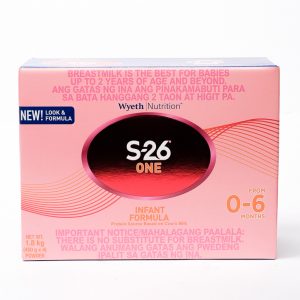 BREASTMILK IS THE BEST FOR BABIES
UP TO 2 YEARS OF AGE AND BEYOND.
ANG GATAS NG INA ANG PINAKAMABUTI PARA
SA BATA HANGGANG 2 TAON AT HIGIT PA.
Wyeth | Nutrition
NEW! LOOK & FORMULA
S-26®
ONE
INFANT
FORMULA
FROM
0-6
MONTHS
NET WT.
1.8 kg
POWDER
IMPORTANT NOTICE/MAHALAGANG PAALALA:
THERE IS NO SUBSTITUTE FOR BREASTMILK.
WALANG ANUMANG GATAS ANG PWEDENG
IPALIT SA GATAS NG INA.